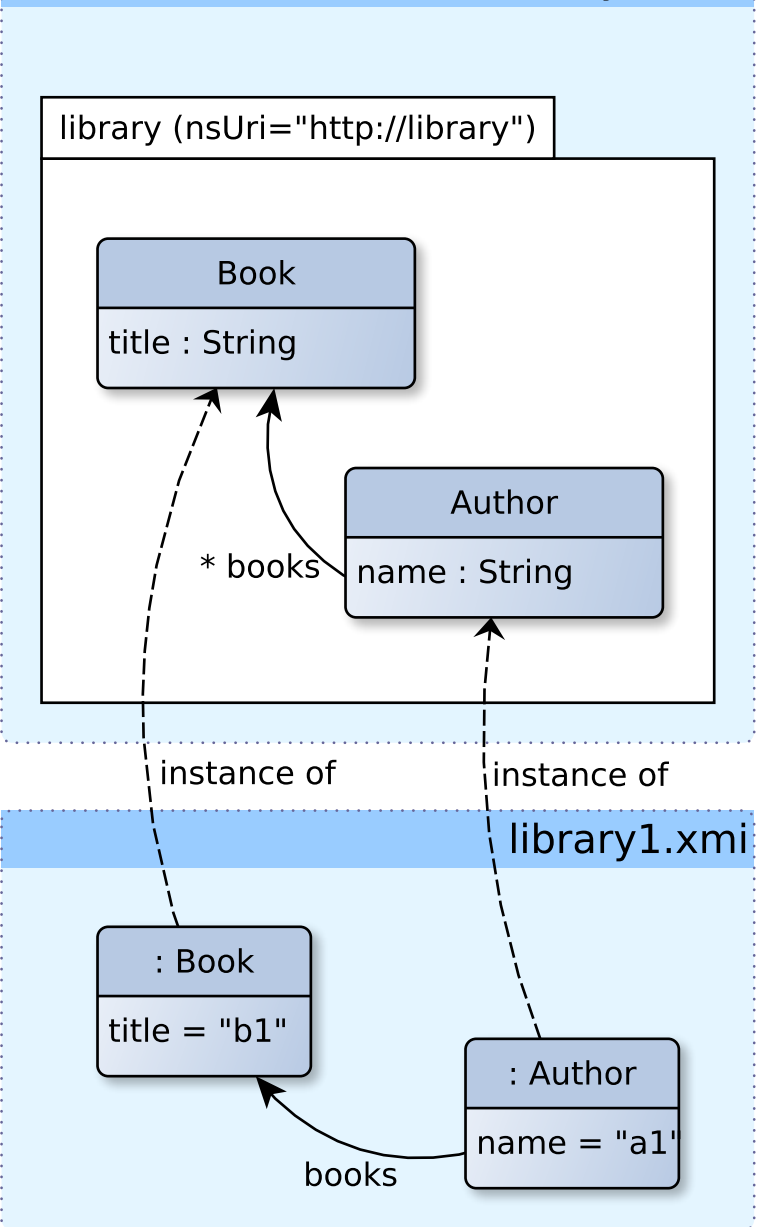 library (nsUri="http://library")
Book
title : String
Author
* books
name : String
instance of
instance of
library1.xmi
: Book
title = "b1"
: Author
name = "a1"
books